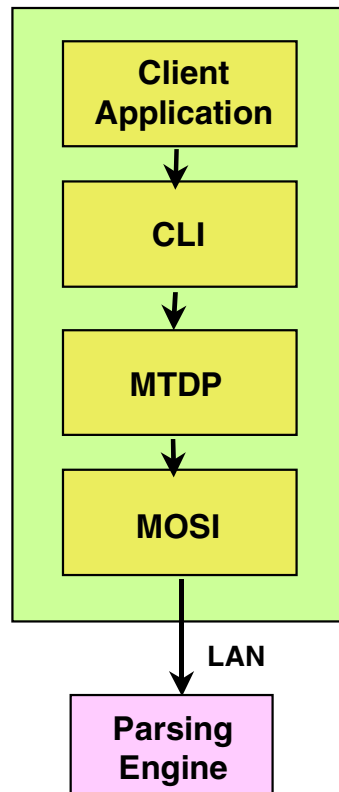 Client
Application
CLI
MTDP
MOSI
LAN
Parsing
Engine